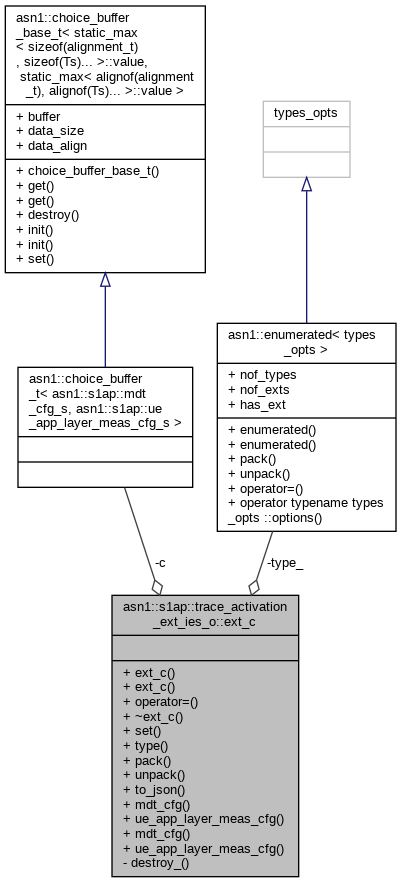 asn1::choice_buffer
_base_t< static_max
< sizeof(alignment_t)
, sizeof(Ts)... >::value,
static_max< alignof(alignment
_t), alignof(Ts)... >::value >
+ buffer
+ data_size
+ data_align
+ choice_buffer_base_t()
+ get()
+ get()
+ destroy()
+ init()
+ init()
+ set()
types_opts
asn1::enumerated< types
_opts >
+ nof_types
+ nof_exts
+ has_ext
+ enumerated()
+ enumerated()
+ pack()
+ unpack()
+ operator=()
+ operator typename types
_opts ::options()
asn1::choice_buffer
_t< asn1::s1ap::mdt
_cfg_s, asn1::s1ap::ue
_app_layer_meas_cfg_s >
-c
-type_
asn1::s1ap::trace_activation
_ext_ies_o::ext_c
+ ext_c()
+ ext_c()
+ operator=()
+ ~ext_c()
+ set()
+ type()
+ pack()
+ unpack()
+ to_json()
+ mdt_cfg()
+ ue_app_layer_meas_cfg()
+ mdt_cfg()
+ ue_app_layer_meas_cfg()
- destroy_()